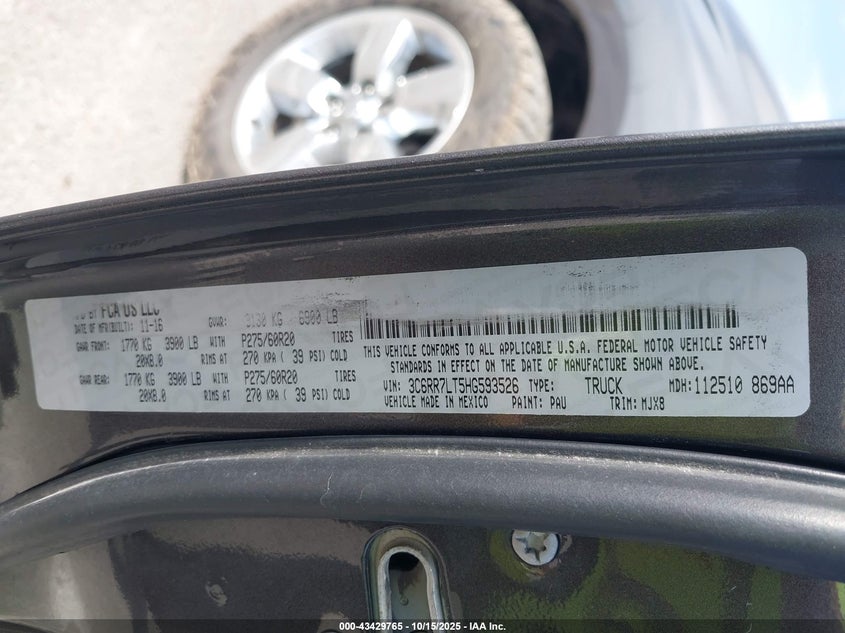 FCA US LLC
DATE OF MFR(BUILT): 11-16 GVWR: 3130 KG 6900 LB
GAWR FRONT: 1770 KG 3900 LB WITH P275/60R20 TIRES
20X8.0 RIMS AT 270 KPA ( 39 PSI) COLD
GAWR REAR: 1770 KG 3900 LB WITH P275/60R20 TIRES
20X8.0 RIMS AT 270 KPA ( 39 PSI) COLD
THIS VEHICLE CONFORMS TO ALL APPLICABLE U.S.A. FEDERAL MOTOR VEHICLE SAFETY
STANDARDS IN EFFECT ON THE DATE OF MANUFACTURE SHOWN ABOVE.
VIN: 3C6RR7LT5HG593526 TYPE: TRUCK MDH: 112510 869AA
VEHICLE MADE IN MEXICO PAINT: PAU TRIM: MJX8
000-43429765 - 10/15/2025 - IAA Inc.